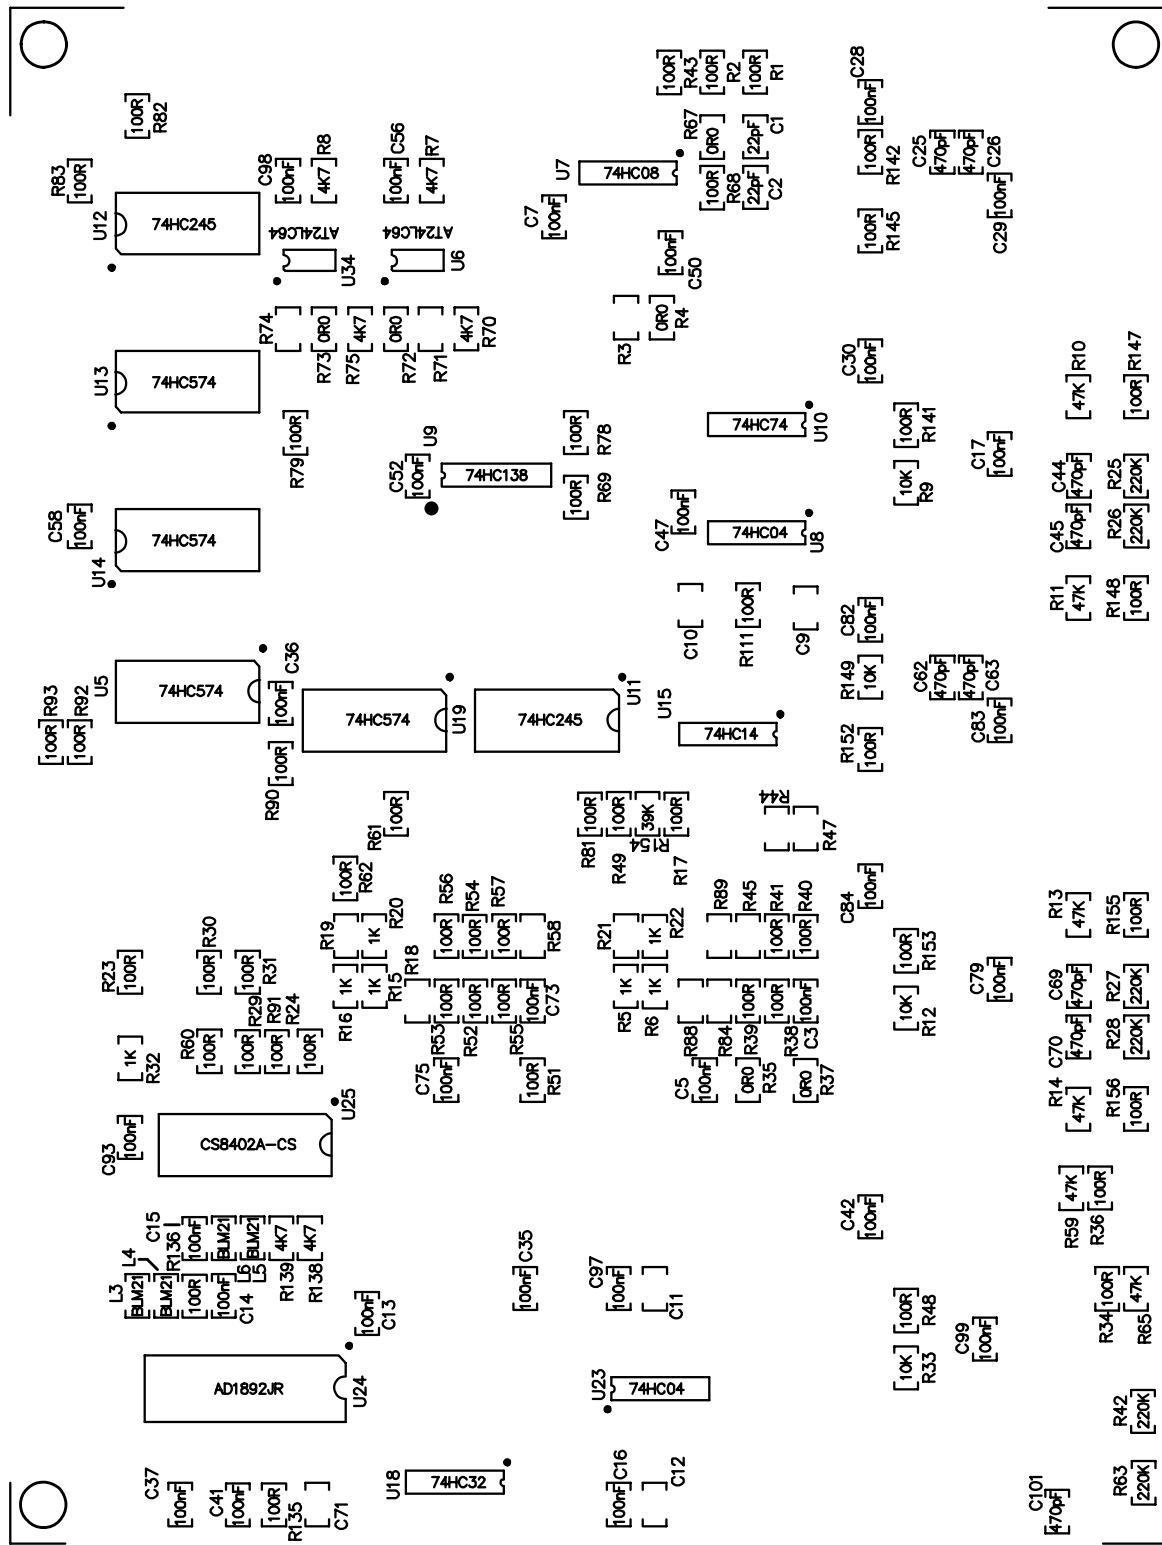 C28
100nF
100R
R43
100R
R2
100R
R1
100R
R82
R67
0R0
22pF
C1
100R
R142
C25
470pF
470pF
C26
R83
100R
C98
100nF
4K7
R8
100nF
C56
4K7
R7
U7
74HC08
100R
R68
22pF
C2
100nF
C29
U12
74HC245
AT24LC64
AT24LC64
C7
100nF
100R
R145
U34
U6
100nF
C50
R74
0R0
R73
4K7
R75
0R0
R72
R71
4K7
R70
R3
0R0
R4
U13
74HC574
C30
100nF
47K
R10
100R
R147
100R
R79
U9
C52
100nF
74HC138
100R
R78
74HC74
U10
100R
R141
C17
100nF
100R
R69
10K
R9
C44
470pF
R25
220K
C58
100nF
74HC574
U14
C47
100nF
74HC04
U8
C45
470pF
R26
220K
C10
100R
R111
C9
C82
100nF
R11
47K
R148
100R
U5
74HC574
C36
100nF
R149
10K
C62
470pF
470pF
C63
R93
100R
R92
100R
74HC574
U19
74HC245
U11
U15
74HC14
C83
100nF
R152
100R
100R
R90
R61
100R
100R
R81
100R
R49
39K
R154
100R
R17
R44
R47
100R
R62
C84
100nF
R19
1K
R20
R56
100R
R54
100R
R57
100R
R58
R21
1K
R22
R89
R45
R41
100R
R40
100R
R13
47K
R155
100R
R23
100R
R30
100R
100R
R31
1K
R16
1K
R15
R18
100R
R53
100R
R52
100R
R55
100nF
C73
1K
R5
1K
R6
R88
R84
100R
R39
100R
R38
100nF
C3
100R
R153
10K
R12
C79
100nF
C69
470pF
R27
220K
1K
R32
R60
100R
R29
100R
R91
100R
R24
100R
C75
100nF
100R
R51
C5
100nF
0R0
R35
0R0
R37
C70
470pF
R28
220K
R14
47K
R156
100R
C93
100nF
CS8402A-CS
U25
47K
R59
100R
R36
C42
100nF
C15
100nF
R136
BLM21
L6
BLM21
L5
4K7
R139
4K7
R138
L4
L3
BLM21
BLM21
100R
100nF
C14
100nF
C13
100nF
C35
C97
100nF
C11
100R
R48
10K
R33
C99
100nF
100R
R34
47K
R65
AD1892JR
U24
U23
74HC04
R42
220K
C37
100nF
C41
100nF
100R
R135
C71
U18
74HC32
C16
100nF
C12
C101
470pF
R63
220K